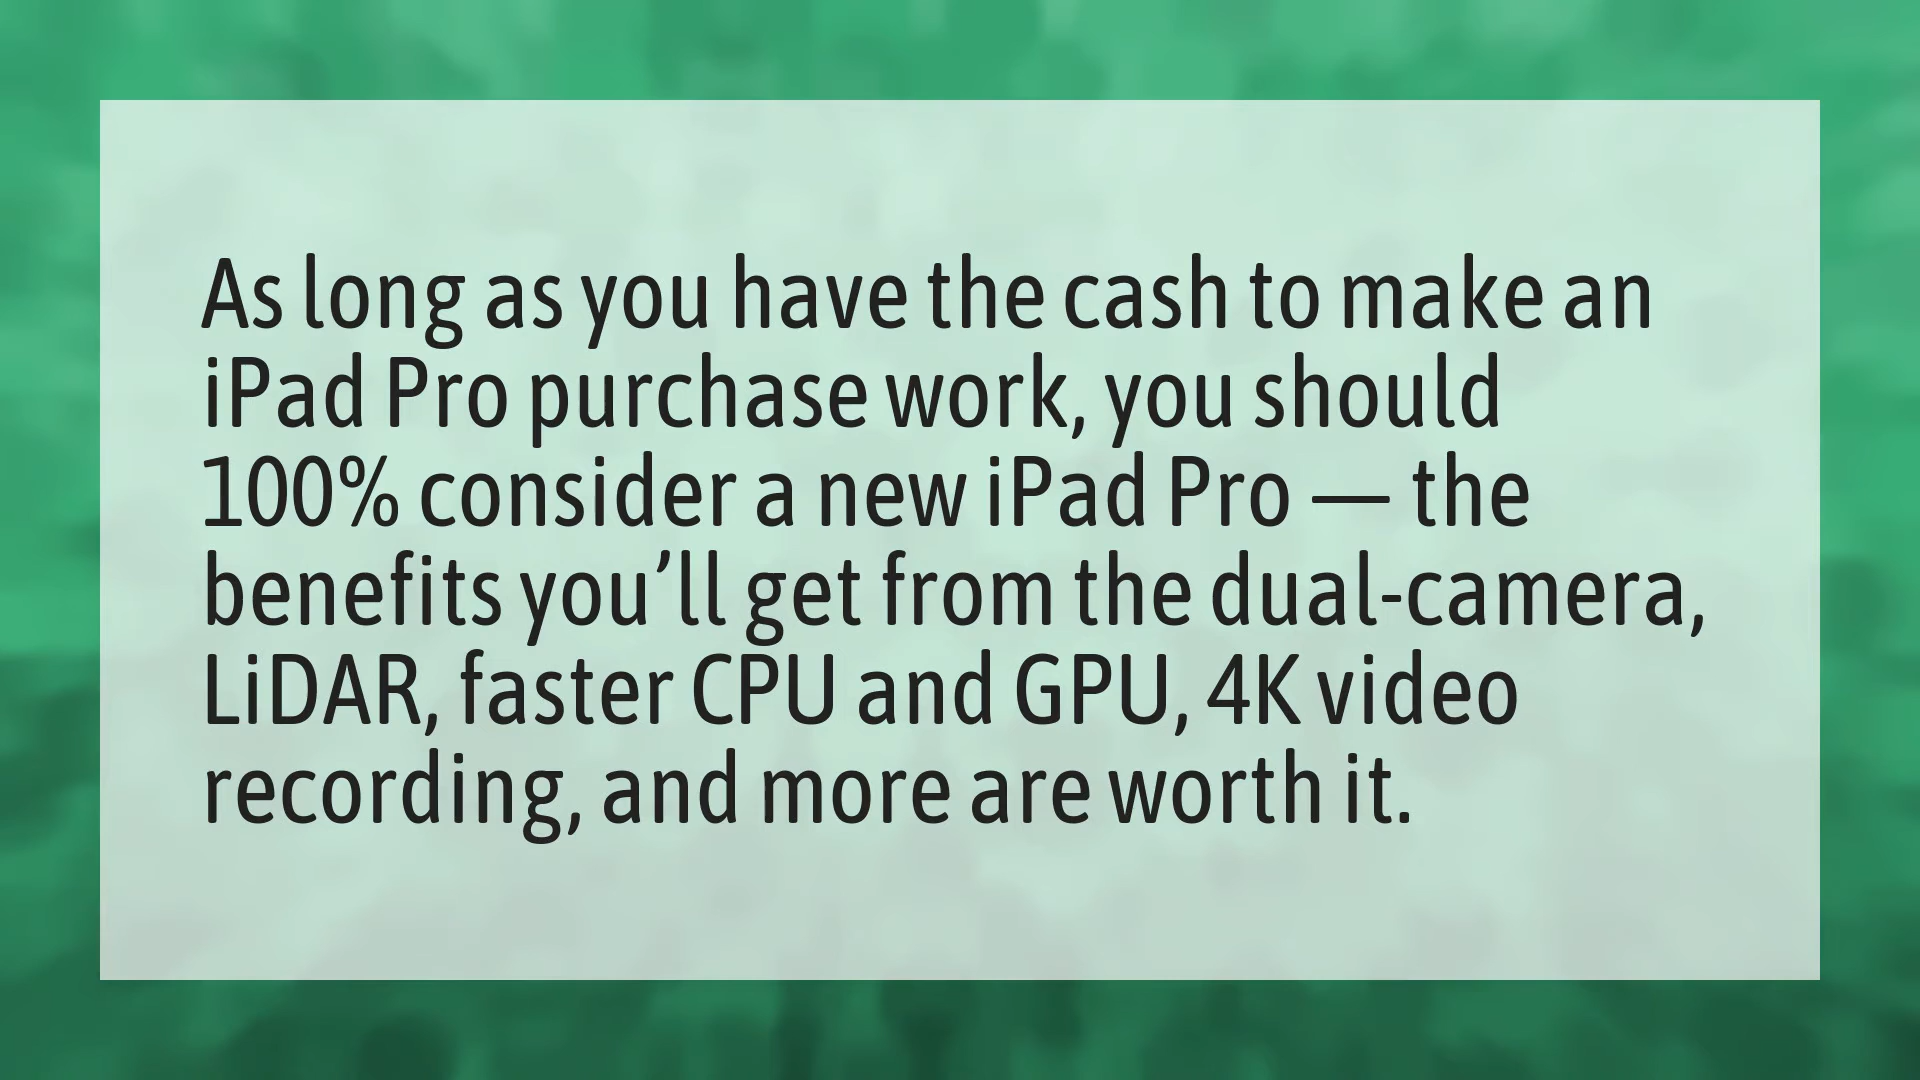 As long as you have the cash to make an
iPad Pro purchase work, you should
100% consider a new iPad Pro — the
benefits you’ll get from the dual-camera,
LiDAR, faster CPU and GPU, 4K video
recording, and more are worth it.